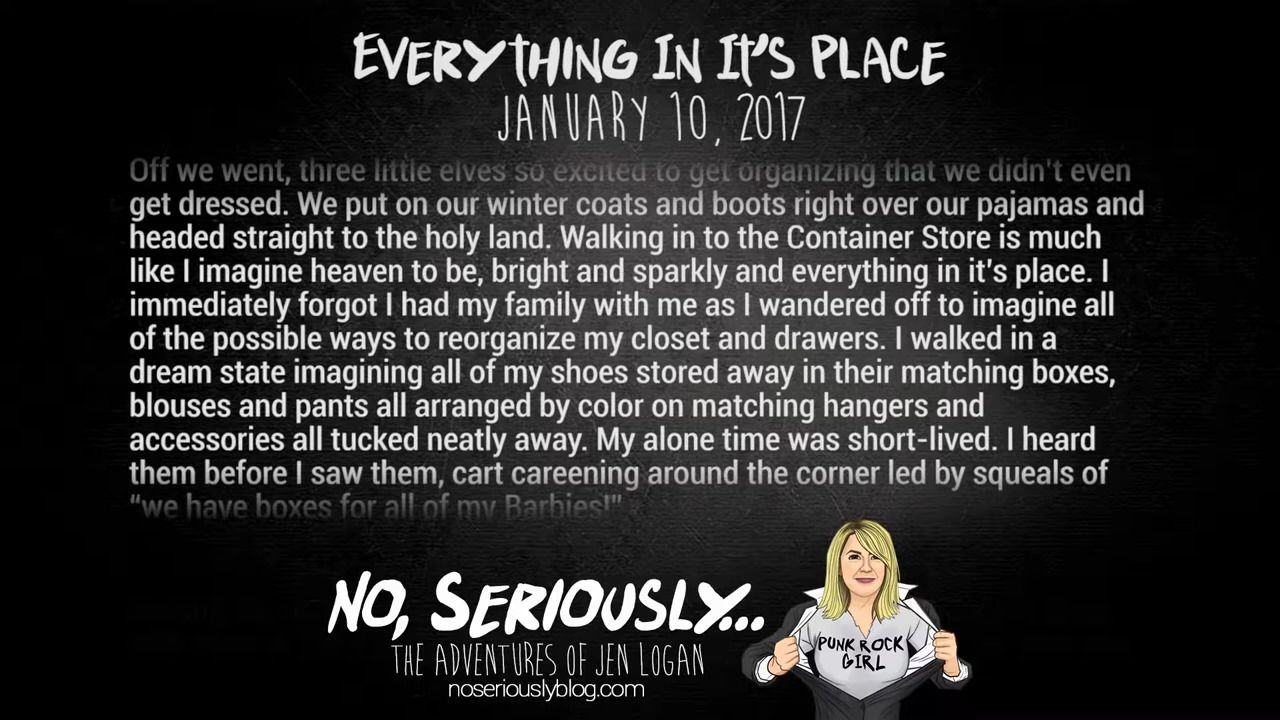 EVERYTHING IN IT'S PLACE
JANUARY 10, 2017
Off we went, three little elves so excited to get organizing that we didn't even
get dressed. We put on our winter coats and boots right over our pajamas and
headed straight to the holy land. Walking in to the Container Store is much
like I imagine heaven to be, bright and sparkly and everything in it's place. I
immediately forgot I had my family with me as I wandered off to imagine all
of the possible ways to reorganize my closet and drawers. I walked in a
dream state imagining all of my shoes stored away in their matching boxes,
blouses and pants all arranged by color on matching hangers and
accessories all tucked neatly away. My alone time was short-lived. I heard
them before I saw them, cart careening around the corner led by squeals of
“we have boxes for all of my Barbies!”
NO, SERIOUSLY...
THE ADVENTURES OF JEN LOGAN
noseriouslyblog.com
PUNK ROCK
GIRL